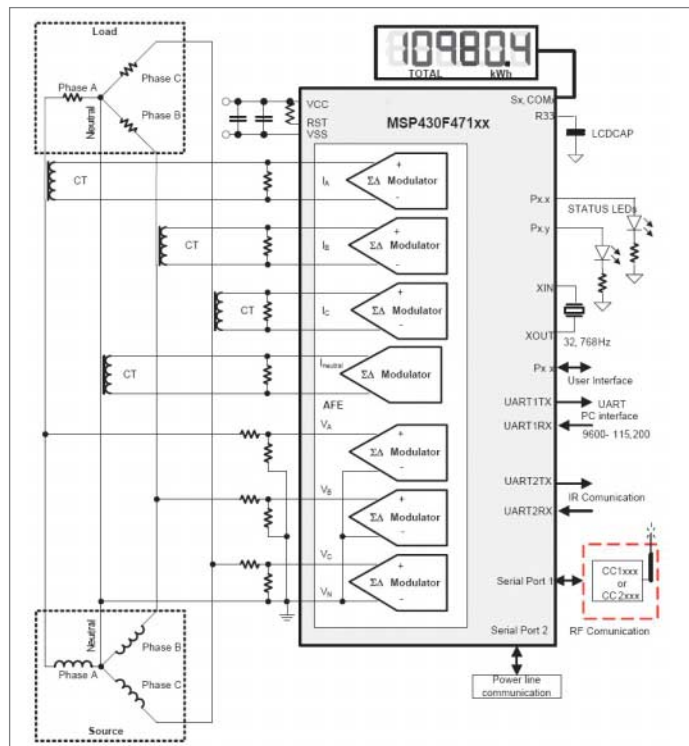 Load
Phase A
Phase C
Phase B
Neutral
10980.4
TOTAL kWh
VCC
RST
VSS
MSP430F471xx
Sx, COMx
R33
LCDCAP
CT
IA
+
ΣΔ Modulator
-
Px.x
STATUS LEDs
Px.y
CT
IB
+
ΣΔ Modulator
-
CT
IC
+
ΣΔ Modulator
-
XIN
XOUT
32, 768Hz
CT
Ineutral
ΣΔ Modulator
AFE
Px x
User Interface
UART1TX
UART
PC interface
UART1RX
9600- 115,200
VA
+
ΣΔ Modulator
-
VB
+
ΣΔ Modulator
-
UART2TX
IR Comunication
UART2RX
VC
+
ΣΔ Modulator
-
VN
Serial Port 1
CC1xxx
or
CC2xxx
RF Comunication
Serial Port 2
Power line
communication
Neutral
Phase B
Phase A
Phase C
Source